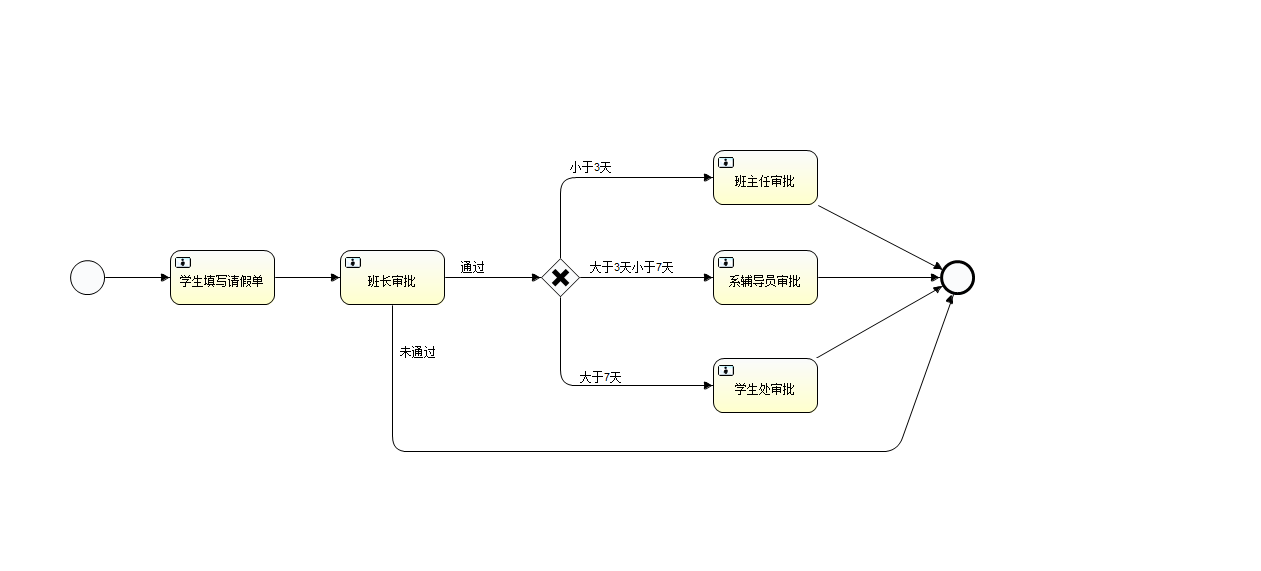 学生填写请假单
班长审批
通过
未通过
小于3天
大于3天小于7天
大于7天
班主任审批
系辅导员审批
学生处审批